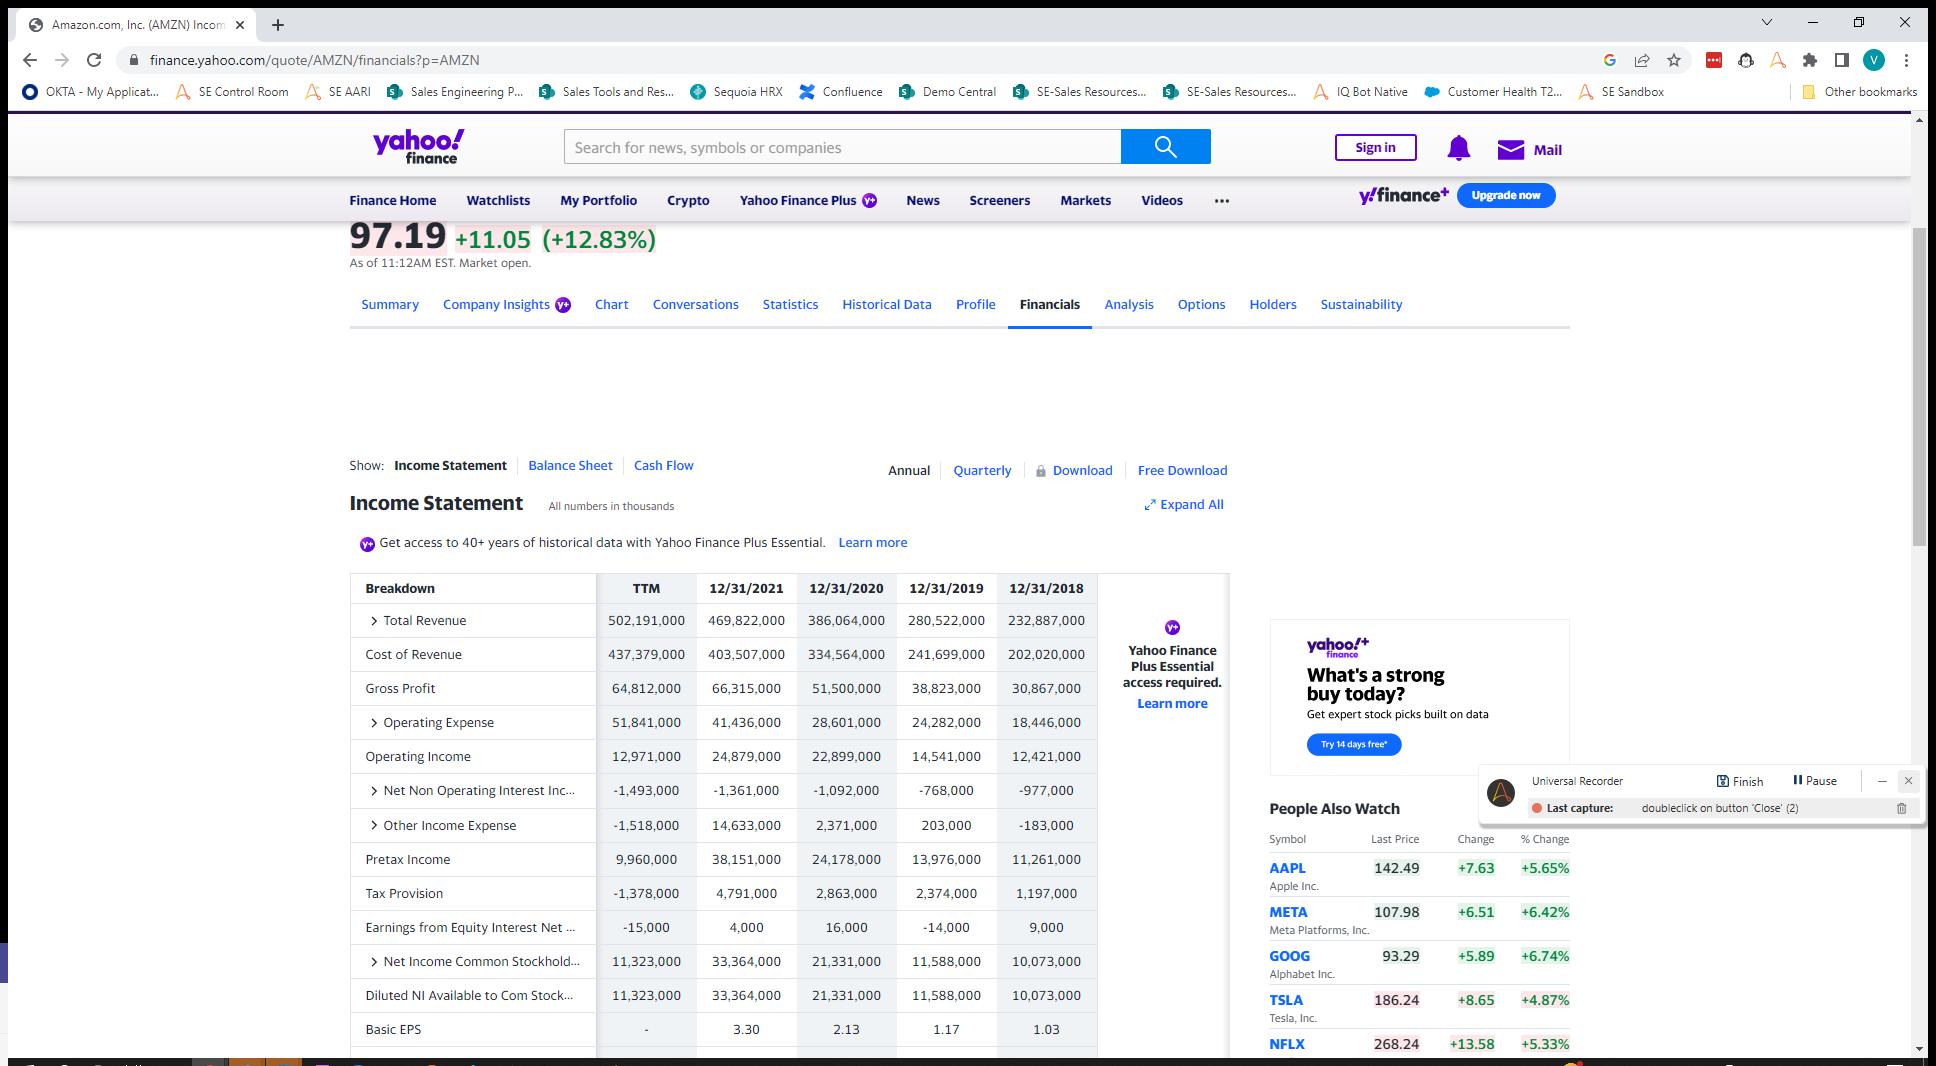 Amazon.com, Inc. (AMZN) Incom
finance.yahoo.com/quote/AMZN/financials?p=AMZN
V
OKTA - My Applicat... SE Control Room SE AARI Sales Engineering P... Sales Tools and Res... Sequoia HRX Confluence Demo Central SE-Sales Resources... SE-Sales Resources... IQ Bot Native Customer Health T2... SE Sandbox Other bookmarks
yahoo!
finance
Search for news, symbols or companies
Sign in
Mail
Finance Home Watchlists My Portfolio Crypto Yahoo Finance Plus News Screeners Markets Videos
y!finance+ Upgrade now
97.19 +11.05 (+12.83%)
As of 11:12AM EST. Market open.
Summary Company Insights Chart Conversations Statistics Historical Data Profile Financials Analysis Options Holders Sustainability
Show: Income Statement Balance Sheet Cash Flow
Annual Quarterly Download Free Download
Income Statement All numbers in thousands
Expand All
Get access to 40+ years of historical data with Yahoo Finance Plus Essential. Learn more
Breakdown TTM 12/31/2021 12/31/2020 12/31/2019 12/31/2018
Total Revenue 502,191,000 469,822,000 386,064,000 280,522,000 232,887,000
Cost of Revenue 437,379,000 403,507,000 334,564,000 241,699,000 202,020,000
Gross Profit 64,812,000 66,315,000 51,500,000 38,823,000 30,867,000
Operating Expense 51,841,000 41,436,000 28,601,000 24,282,000 18,446,000
Operating Income 12,971,000 24,879,000 22,899,000 14,541,000 12,421,000
Net Non Operating Interest Inc... -1,493,000 -1,361,000 -1,092,000 -768,000 -977,000
Other Income Expense -1,518,000 14,633,000 2,371,000 203,000 -183,000
Pretax Income 9,960,000 38,151,000 24,178,000 13,976,000 11,261,000
Tax Provision -1,378,000 4,791,000 2,863,000 2,374,000 1,197,000
Earnings from Equity Interest Net ... -15,000 4,000 16,000 -14,000 9,000
Net Income Common Stockhold... 11,323,000 33,364,000 21,331,000 11,588,000 10,073,000
Diluted NI Available to Com Stock... 11,323,000 33,364,000 21,331,000 11,588,000 10,073,000
Basic EPS - 3.30 2.13 1.17 1.03
Yahoo Finance
Plus Essential
access required.
Learn more
yahoo!+
finance
What's a strong
buy today?
Get expert stock picks built on data
Try 14 days free*
Universal Recorder Finish Pause
Last capture: doubleclick on button 'Close' (2)
People Also Watch
Symbol Last Price Change % Change
AAPL 142.49 +7.63 +5.65%
Apple Inc.
META 107.98 +6.51 +6.42%
Meta Platforms, Inc.
GOOG 93.29 +5.89 +6.74%
Alphabet Inc.
TSLA 186.24 +8.65 +4.87%
Tesla, Inc.
NFLX 268.24 +13.58 +5.33%